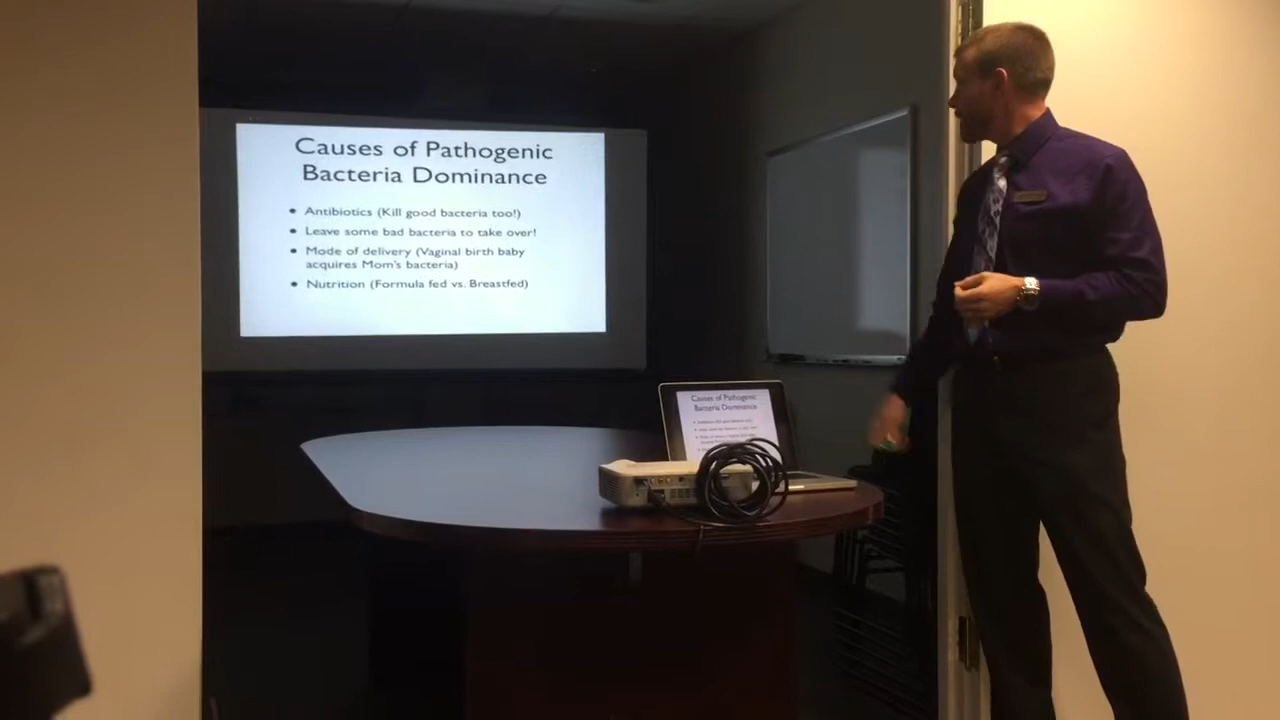 Causes of Pathogenic
Bacteria Dominance
• Antibiotics (Kill good bacteria too!)
• Leave some bad bacteria to take over!
• Mode of delivery (Vaginal birth baby
acquires Mom's bacteria)
• Nutrition (Formula fed vs. Breastfed)
Causes of Pathogenic
Bacteria Dominance